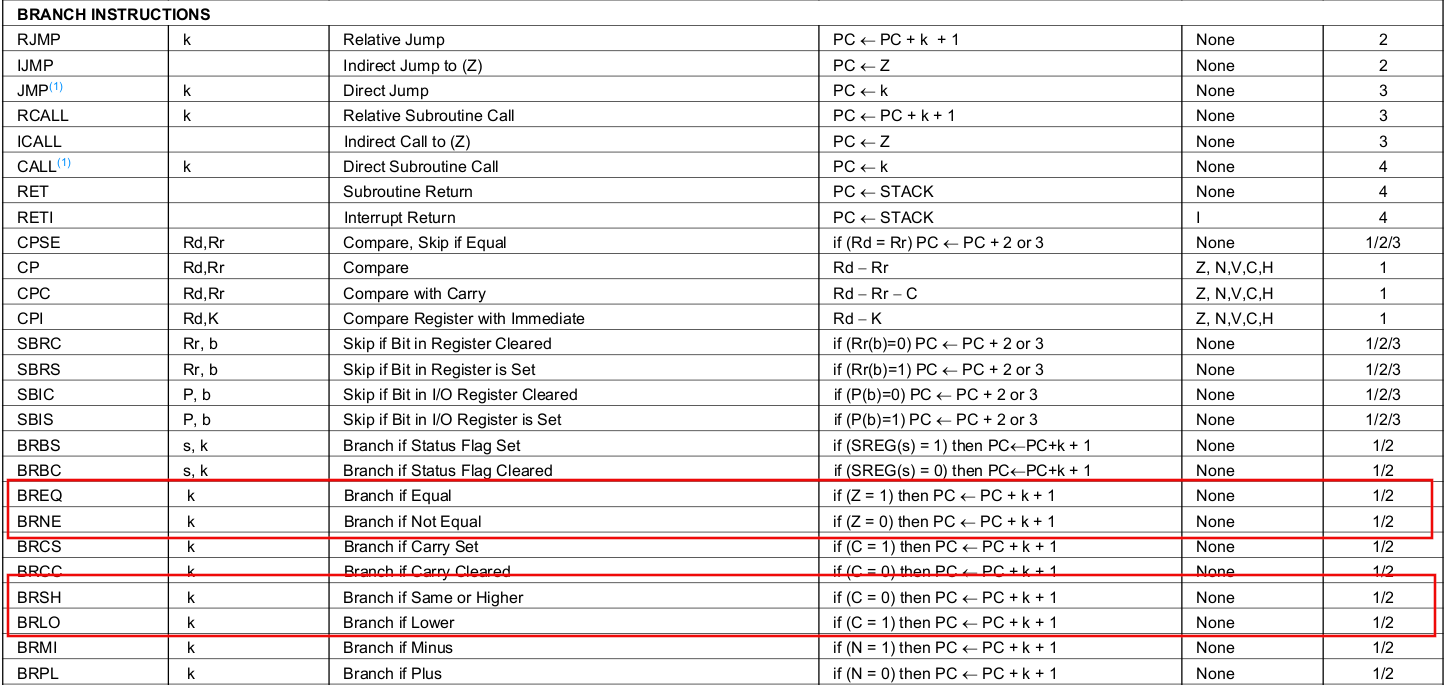 BRANCH INSTRUCTIONS
RJMP k Relative Jump PC ← PC + k + 1 None 2
IJMP Indirect Jump to (Z) PC ← Z None 2
JMP(1) k Direct Jump PC ← k None 3
RCALL k Relative Subroutine Call PC ← PC + k + 1 None 3
ICALL Indirect Call to (Z) PC ← Z None 3
CALL(1) k Direct Subroutine Call PC ← k None 4
RET Subroutine Return PC ← STACK None 4
RETI Interrupt Return PC ← STACK I 4
CPSE Rd,Rr Compare, Skip if Equal if (Rd = Rr) PC ← PC + 2 or 3 None 1/2/3
CP Rd,Rr Compare Rd − Rr Z, N,V,C,H 1
CPC Rd,Rr Compare with Carry Rd − Rr − C Z, N,V,C,H 1
CPI Rd,K Compare Register with Immediate Rd − K Z, N,V,C,H 1
SBRC Rr, b Skip if Bit in Register Cleared if (Rr(b)=0) PC ← PC + 2 or 3 None 1/2/3
SBRS Rr, b Skip if Bit in Register is Set if (Rr(b)=1) PC ← PC + 2 or 3 None 1/2/3
SBIC P, b Skip if Bit in I/O Register Cleared if (P(b)=0) PC ← PC + 2 or 3 None 1/2/3
SBIS P, b Skip if Bit in I/O Register is Set if (P(b)=1) PC ← PC + 2 or 3 None 1/2/3
BRBS s, k Branch if Status Flag Set if (SREG(s) = 1) then PC←PC+k + 1 None 1/2
BRBC s, k Branch if Status Flag Cleared if (SREG(s) = 0) then PC←PC+k + 1 None 1/2
BREQ k Branch if Equal if (Z = 1) then PC ← PC + k + 1 None 1/2
BRNE k Branch if Not Equal if (Z = 0) then PC ← PC + k + 1 None 1/2
BRCS k Branch if Carry Set if (C = 1) then PC ← PC + k + 1 None 1/2
BRCC k Branch if Carry Cleared if (C = 0) then PC ← PC + k + 1 None 1/2
BRSH k Branch if Same or Higher if (C = 0) then PC ← PC + k + 1 None 1/2
BRLO k Branch if Lower if (C = 1) then PC ← PC + k + 1 None 1/2
BRMI k Branch if Minus if (N = 1) then PC ← PC + k + 1 None 1/2
BRPL k Branch if Plus if (N = 0) then PC ← PC + k + 1 None 1/2